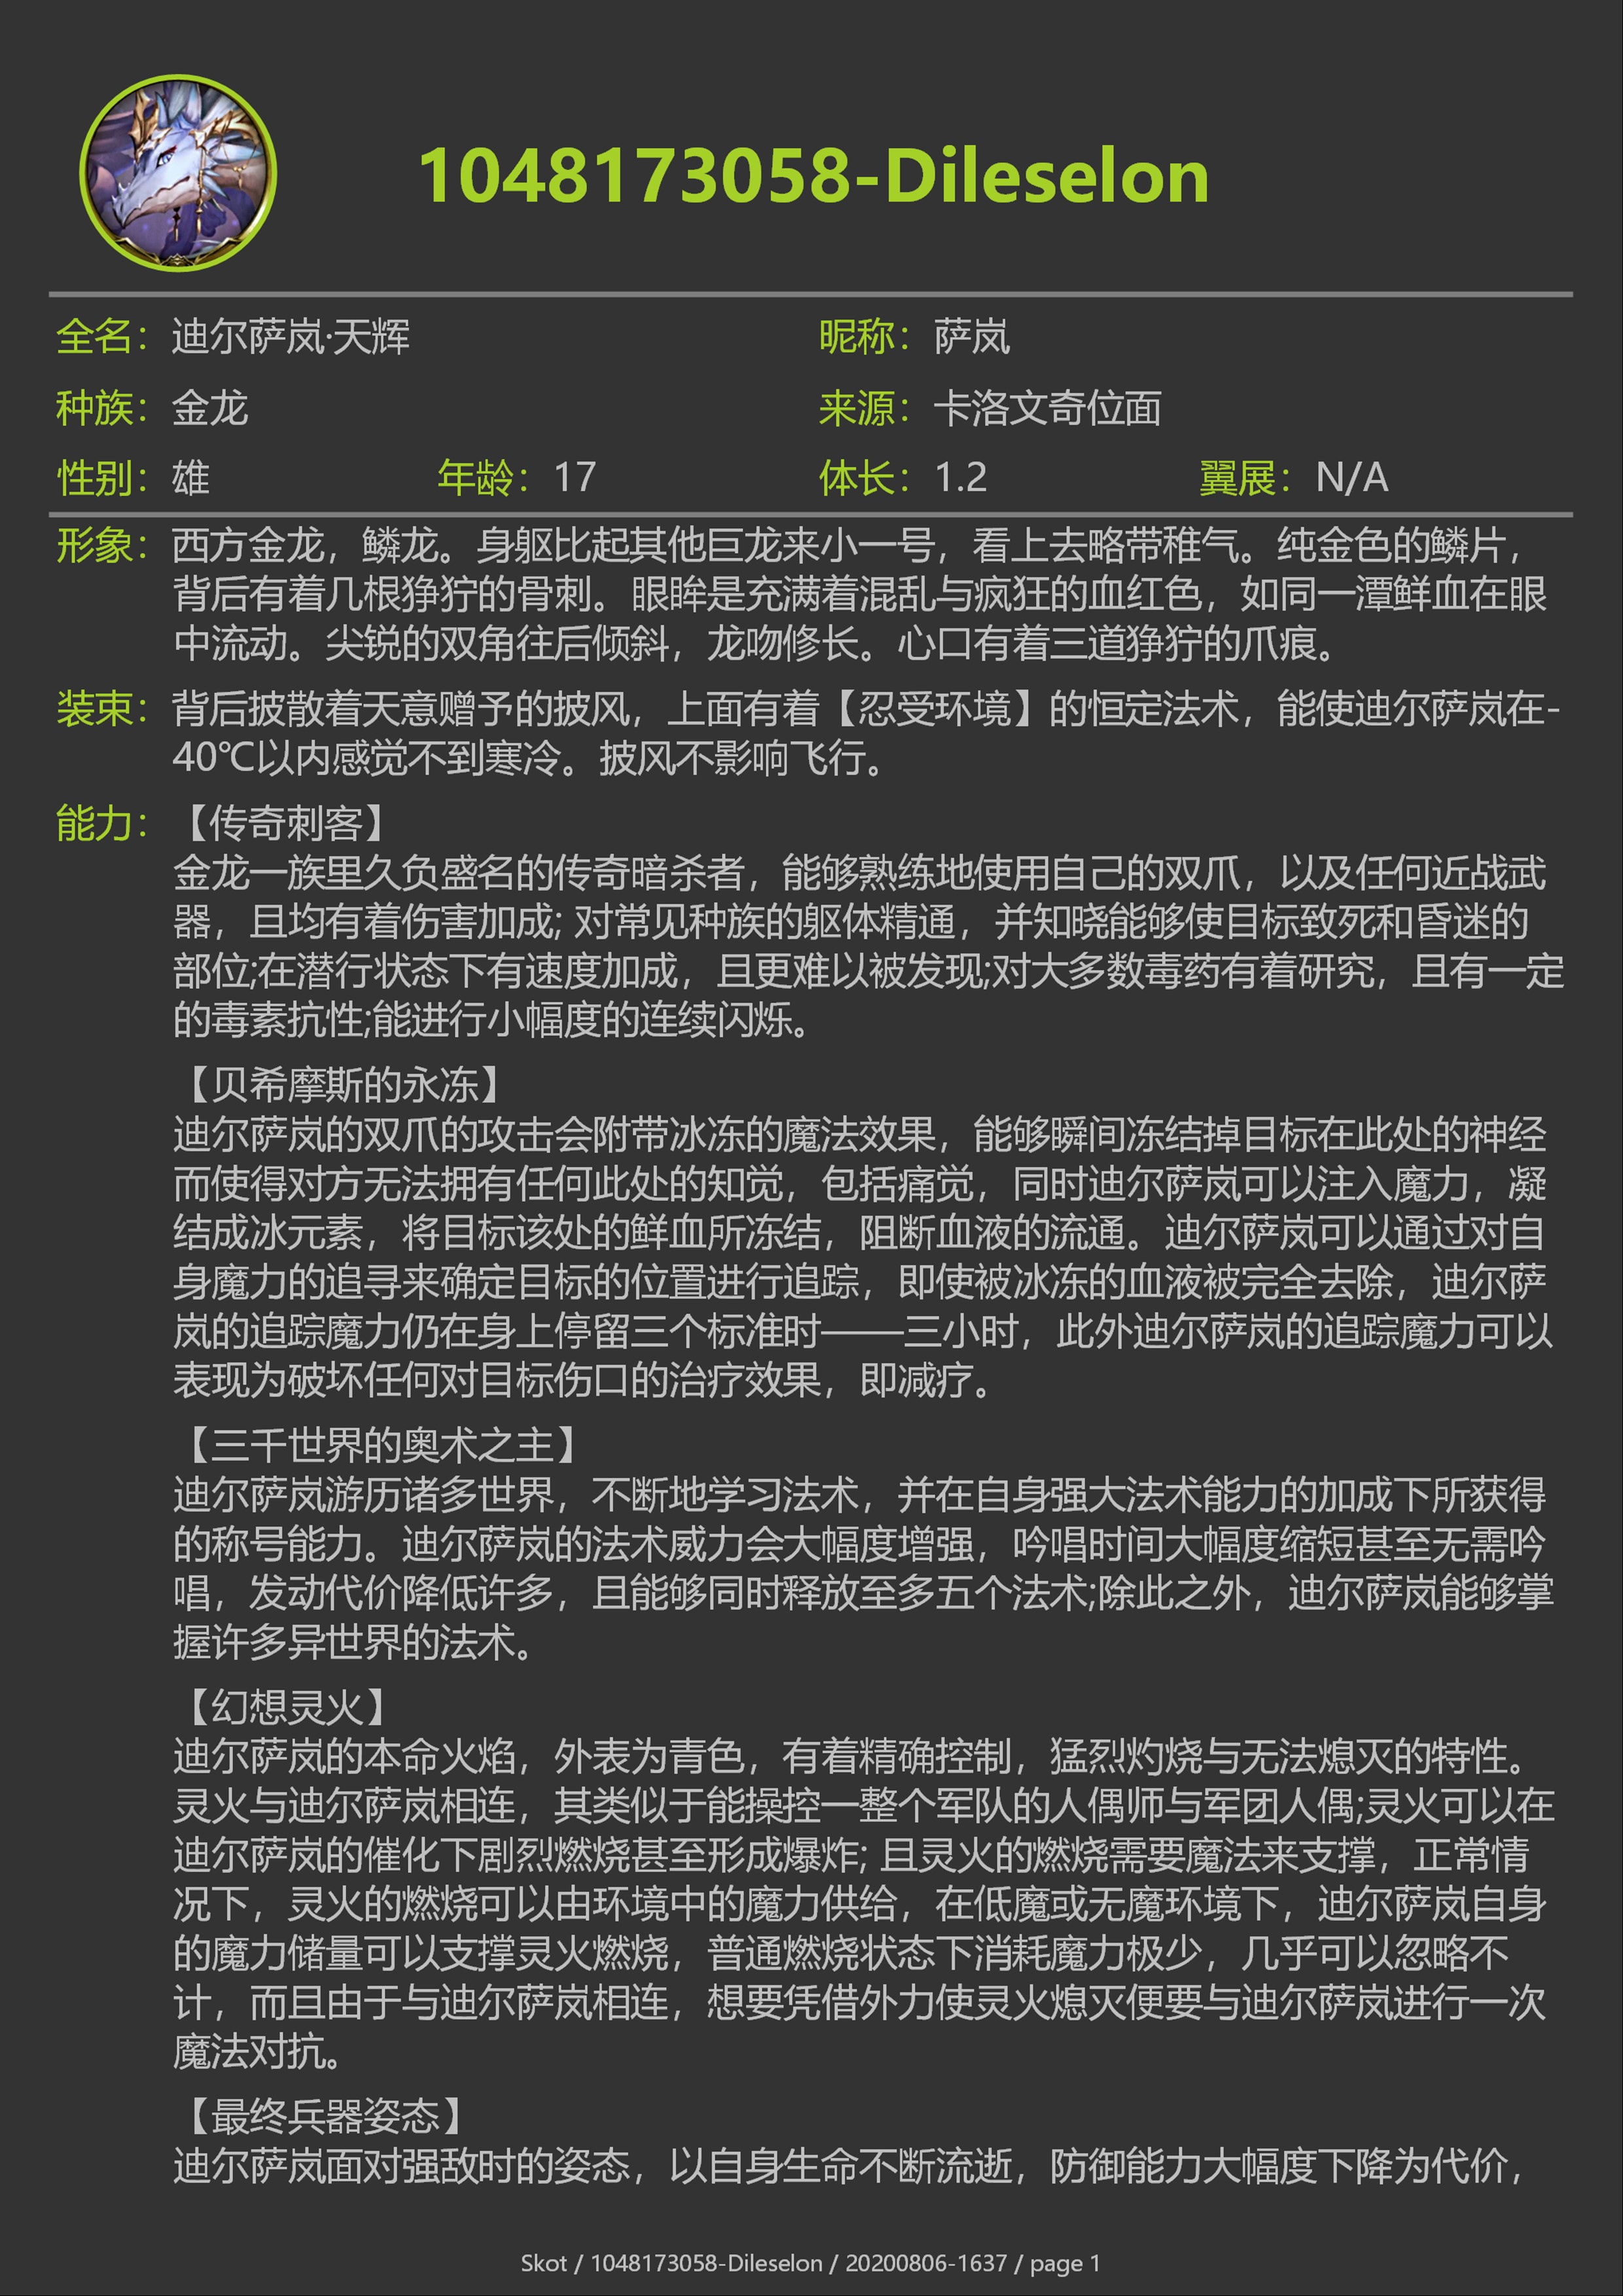 1048173058-Dileselon
全名：迪尔萨岚·天辉 昵称：萨岚
种族：金龙 来源：卡洛文奇位面
性别：雄 年龄：17 体长：1.2 翼展：N/A
形象：西方金龙，鳞龙。身躯比起其他巨龙来小一号，看上去略带稚气。纯金色的鳞片，
背后有着几根狰狞的骨刺。眼眸是充满着混乱与疯狂的血红色，如同一潭鲜血在眼
中流动。尖锐的双角往后倾斜，龙吻修长。心口有着三道狰狞的爪痕。
装束：背后披散着天意赠予的披风，上面有着【忍受环境】的恒定法术，能使迪尔萨岚在-
40℃以内感觉不到寒冷。披风不影响飞行。
能力：【传奇刺客】
金龙一族里久负盛名的传奇暗杀者，能够熟练地使用自己的双爪，以及任何近战武
器，且均有着伤害加成; 对常见种族的躯体精通，并知晓能够使目标致死和昏迷的
部位;在潜行状态下有速度加成，且更难以被发现;对大多数毒药有着研究，且有一定
的毒素抗性;能进行小幅度的连续闪烁。
【贝希摩斯的永冻】
迪尔萨岚的双爪的攻击会附带冰冻的魔法效果，能够瞬间冻结掉目标在此处的神经
而使得对方无法拥有任何此处的知觉，包括痛觉，同时迪尔萨岚可以注入魔力，凝
结成冰元素，将目标该处的鲜血所冻结，阻断血液的流通。迪尔萨岚可以通过对自
身魔力的追寻来确定目标的位置进行追踪，即使被冰冻的血液被完全去除，迪尔萨
岚的追踪魔力仍在身上停留三个标准时——三小时，此外迪尔萨岚的追踪魔力可以
表现为破坏任何对目标伤口的治疗效果，即减疗。
【三千世界的奥术之主】
迪尔萨岚游历诸多世界，不断地学习法术，并在自身强大法术能力的加成下所获得
的称号能力。迪尔萨岚的法术威力会大幅度增强，吟唱时间大幅度缩短甚至无需吟
唱，发动代价降低许多，且能够同时释放至多五个法术;除此之外，迪尔萨岚能够掌
握许多异世界的法术。
【幻想灵火】
迪尔萨岚的本命火焰，外表为青色，有着精确控制，猛烈灼烧与无法熄灭的特性。
灵火与迪尔萨岚相连，其类似于能操控一整个军队的人偶师与军团人偶;灵火可以在
迪尔萨岚的催化下剧烈燃烧甚至形成爆炸; 且灵火的燃烧需要魔法来支撑，正常情
况下，灵火的燃烧可以由环境中的魔力供给，在低魔或无魔环境下，迪尔萨岚自身
的魔力储量可以支撑灵火燃烧，普通燃烧状态下消耗魔力极少，几乎可以忽略不
计，而且由于与迪尔萨岚相连，想要凭借外力使灵火熄灭便要与迪尔萨岚进行一次
魔法对抗。
【最终兵器姿态】
迪尔萨岚面对强敌时的姿态，以自身生命不断流逝，防御能力大幅度下降为代价，
Skot / 1048173058-Dileselon / 20200806-1637 / page 1